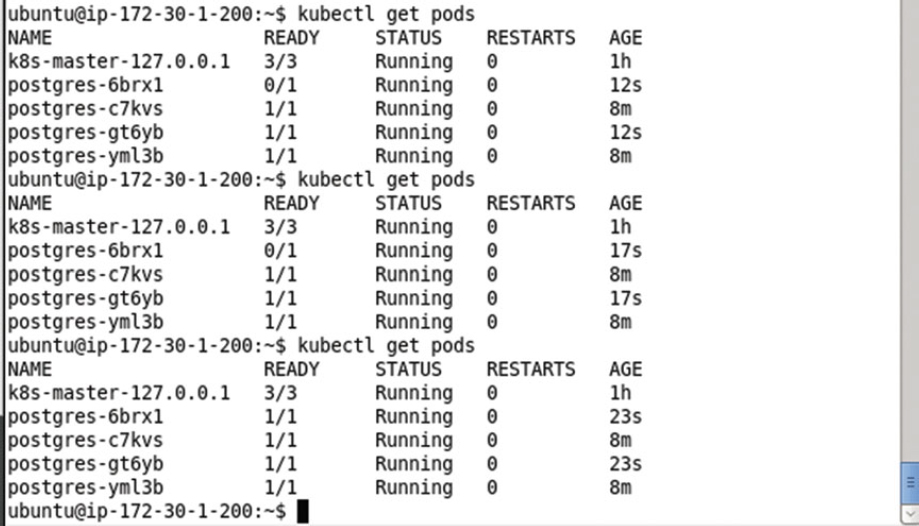 ubuntu@ip-172-30-1-200:~$ kubectl get pods
NAME READY STATUS RESTARTS AGE
k8s-master-127.0.0.1 3/3 Running 0 1h
postgres-6brx1 0/1 Running 0 12s
postgres-c7kvs 1/1 Running 0 8m
postgres-gt6yb 1/1 Running 0 12s
postgres-yml3b 1/1 Running 0 8m
ubuntu@ip-172-30-1-200:~$ kubectl get pods
NAME READY STATUS RESTARTS AGE
k8s-master-127.0.0.1 3/3 Running 0 1h
postgres-6brx1 0/1 Running 0 17s
postgres-c7kvs 1/1 Running 0 8m
postgres-gt6yb 1/1 Running 0 17s
postgres-yml3b 1/1 Running 0 8m
ubuntu@ip-172-30-1-200:~$ kubectl get pods
NAME READY STATUS RESTARTS AGE
k8s-master-127.0.0.1 3/3 Running 0 1h
postgres-6brx1 1/1 Running 0 23s
postgres-c7kvs 1/1 Running 0 8m
postgres-gt6yb 1/1 Running 0 23s
postgres-yml3b 1/1 Running 0 8m
ubuntu@ip-172-30-1-200:~$